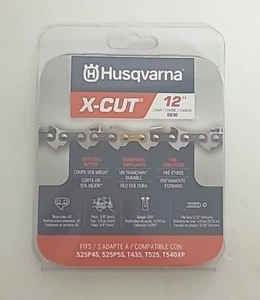 Husqvarna
X-CUT®
12"
CHAIN / CHAÎNE / CADENA
S93G
CUTS 15% BETTER
COUPE 15% MIEUX
CORTA UN 15% MEJOR
SHARPNESS THAT LASTS
UN TRANCHANT DURABLE
FILO QUE DURA
PRE-STRETCHED
PRÉ-ÉTIRÉE
PREVIAMENTE ESTIRADO
FITS / S'ADAPTE À / COMPATIBLE CON
525P4S, 525P5S, T435, T525, T540XP